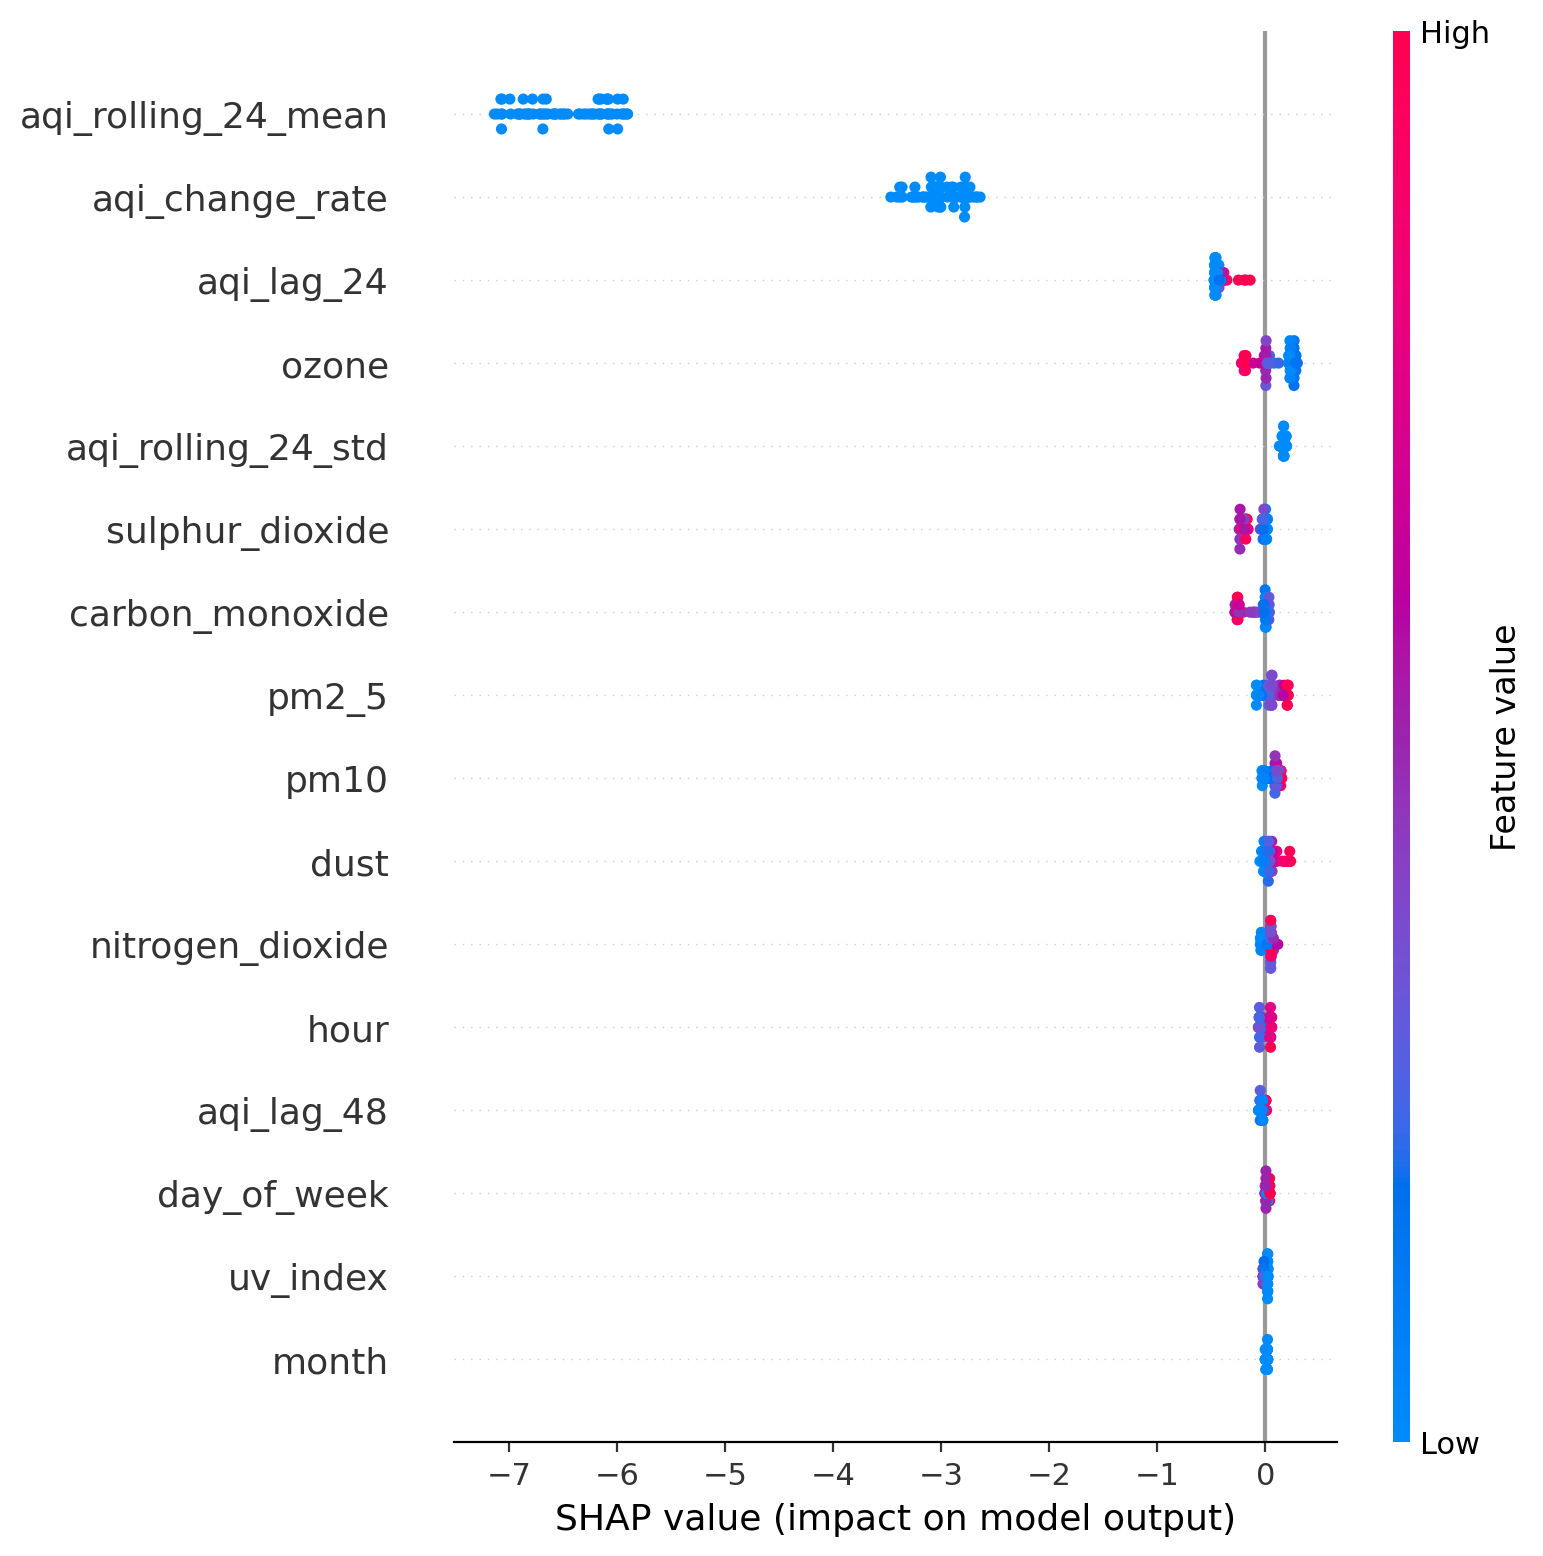 High
aqi_rolling_24_mean
aqi_change_rate
aqi_lag_24
ozone
aqi_rolling_24_std
sulphur_dioxide
carbon_monoxide
pm2_5
pm10
dust
nitrogen_dioxide
hour
aqi_lag_48
day_of_week
uv_index
month
Feature value
Low
−7 −6 −5 −4 −3 −2 −1 0
SHAP value (impact on model output)